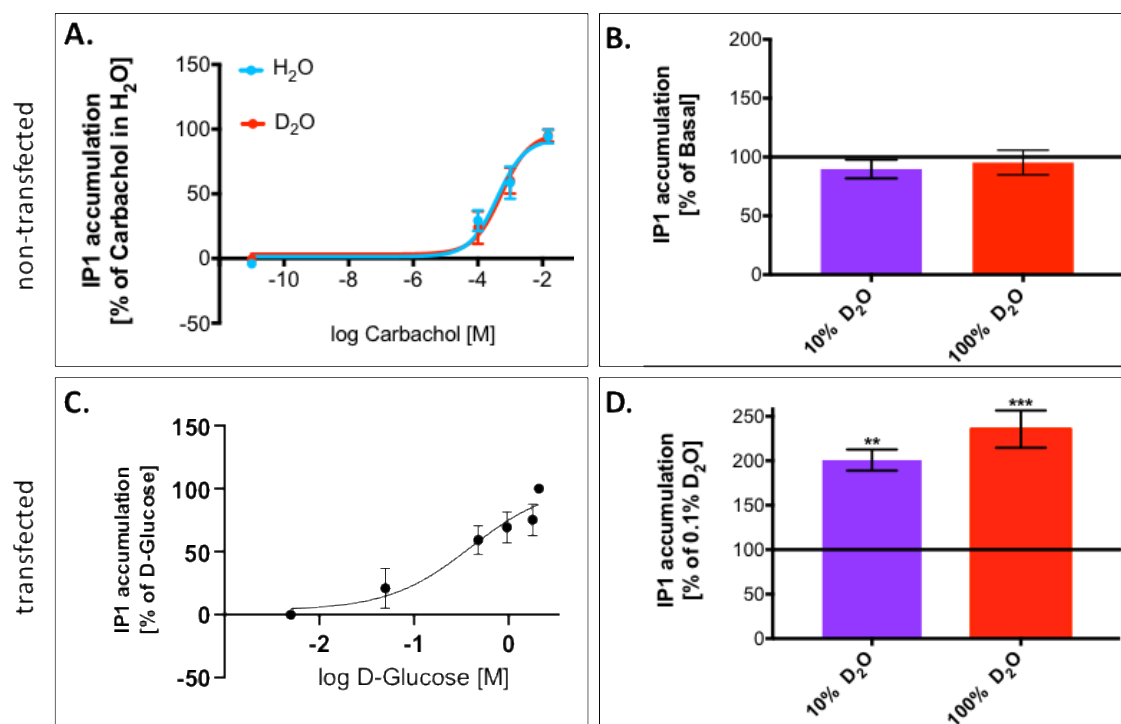 non-transfected
A.
IP1 accumulation
[% of Carbachol in H₂O]
150
100
50
0
-50
H₂O
D₂O
-10
-8
-6
-4
-2
log Carbachol [M]
B.
IP1 accumulation
[% of Basal]
200
150
100
50
0
10% D₂O
100% D₂O
transfected
C.
IP1 accumulation
[% of D-Glucose]
150
100
50
0
-50
-2
-1
0
log D-Glucose [M]
D.
IP1 accumulation
[% of 0.1% D₂O]
250
200
150
100
50
0
**
***
10% D₂O
100% D₂O